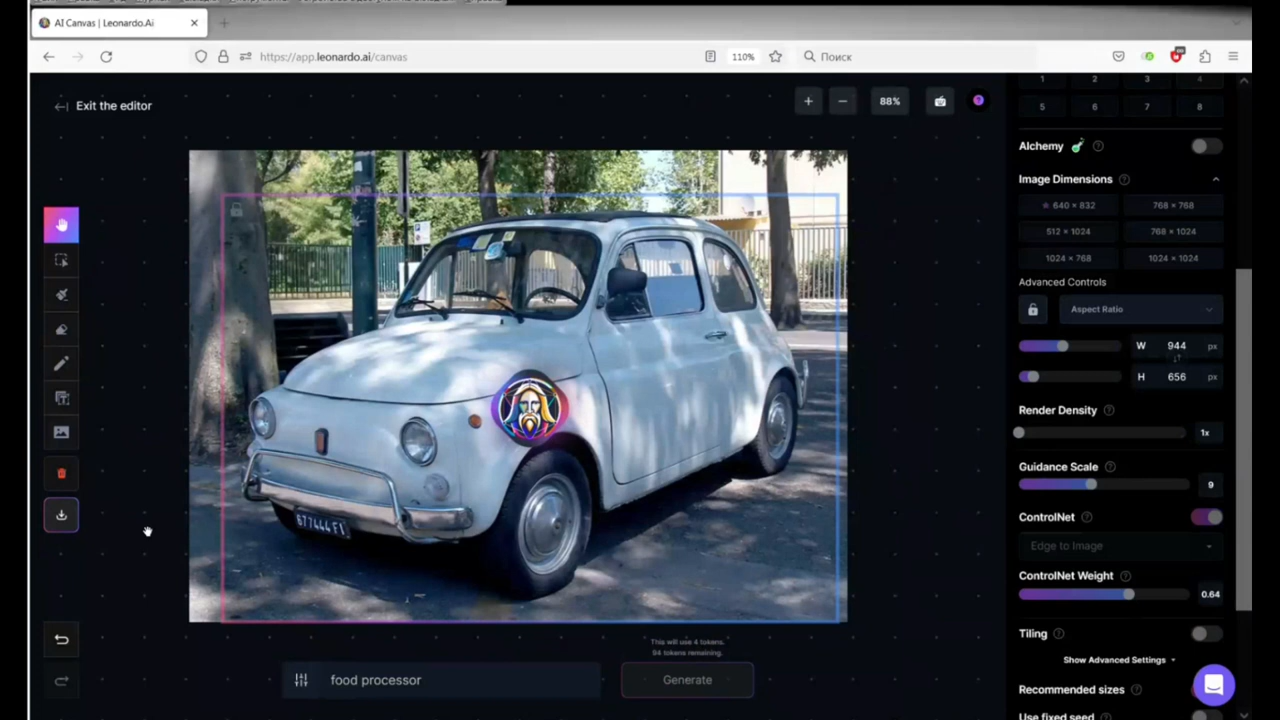 AI Canvas | Leonardo.Ai
https://app.leonardo.ai/canvas
110%
Поиск
Exit the editor
88%
1 2 3 4
5 6 7 8
Alchemy
Image Dimensions
640 × 832 768 × 768
512 × 1024 768 × 1024
1024 × 768 1024 × 1024
Advanced Controls
Aspect Ratio
W 944 px
H 656 px
Render Density
1x
Guidance Scale
9
ControlNet
Edge to Image
ControlNet Weight
0.64
Tiling
Show Advanced Settings
Recommended sizes
Use fixed seed
677444 FI
This will use 4 tokens.
94 tokens remaining.
food processor
Generate